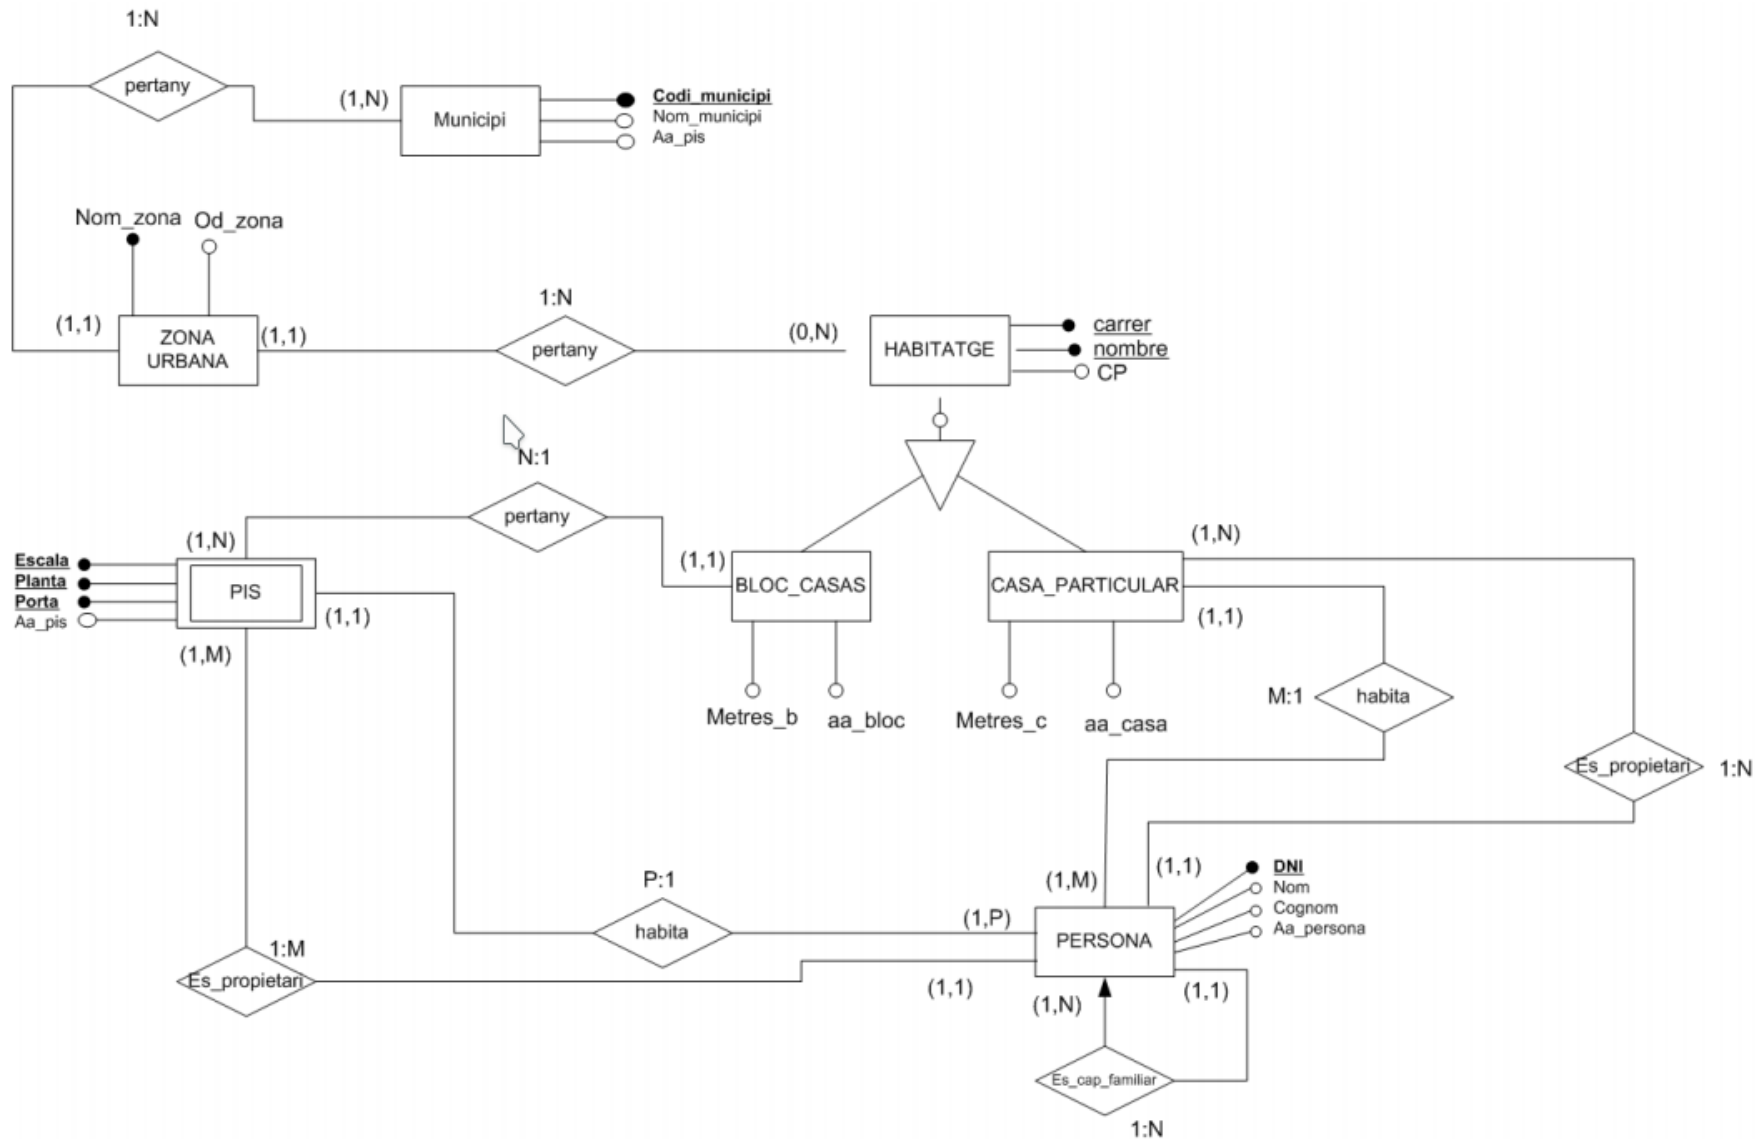 1:N
pertany
(1,N)
Municipi
Codi_municipi
Nom_municipi
Aa_pis
Nom_zona
Od_zona
(1,1)
ZONA
URBANA
(1,1)
1:N
pertany
(0,N)
HABITATGE
carrer
nombre
CP
N:1
pertany
(1,N)
Escala
Planta
Porta
Aa_pis
PIS
(1,1)
(1,M)
(1,1)
BLOC_CASAS
Metres_b
aa_bloc
CASA_PARTICULAR
(1,N)
(1,1)
Metres_c
aa_casa
M:1
habita
Es_propietari
1:N
P:1
habita
(1,P)
(1,M)
(1,1)
PERSONA
DNI
Nom
Cognom
Aa_persona
1:M
Es_propietari
(1,1)
(1,N)
(1,1)
Es_cap_familiar
1:N